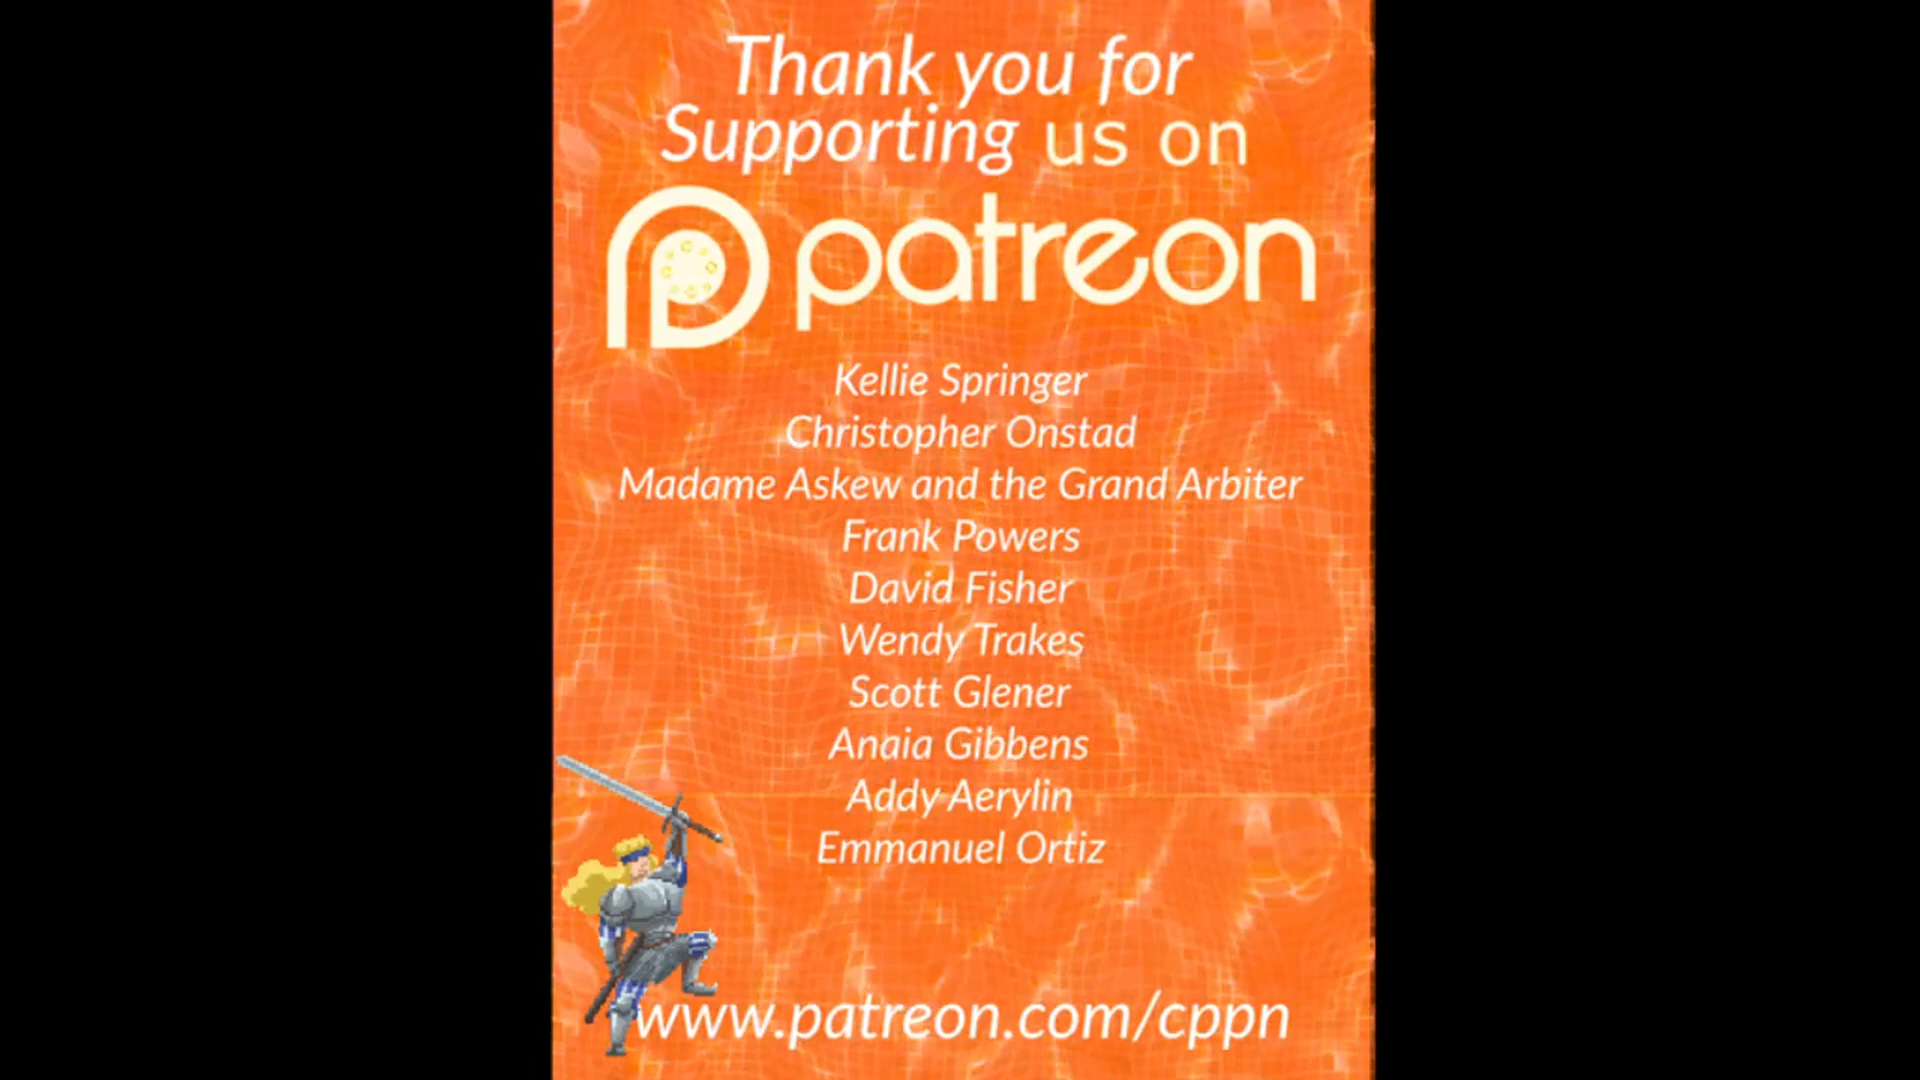 Thank you for
Supporting us on
patreon
Kellie Springer
Christopher Onstad
Madame Askew and the Grand Arbiter
Frank Powers
David Fisher
Wendy Trakes
Scott Glener
Anaia Gibbens
Addy Aerylin
Emmanuel Ortiz
www.patreon.com/cppn